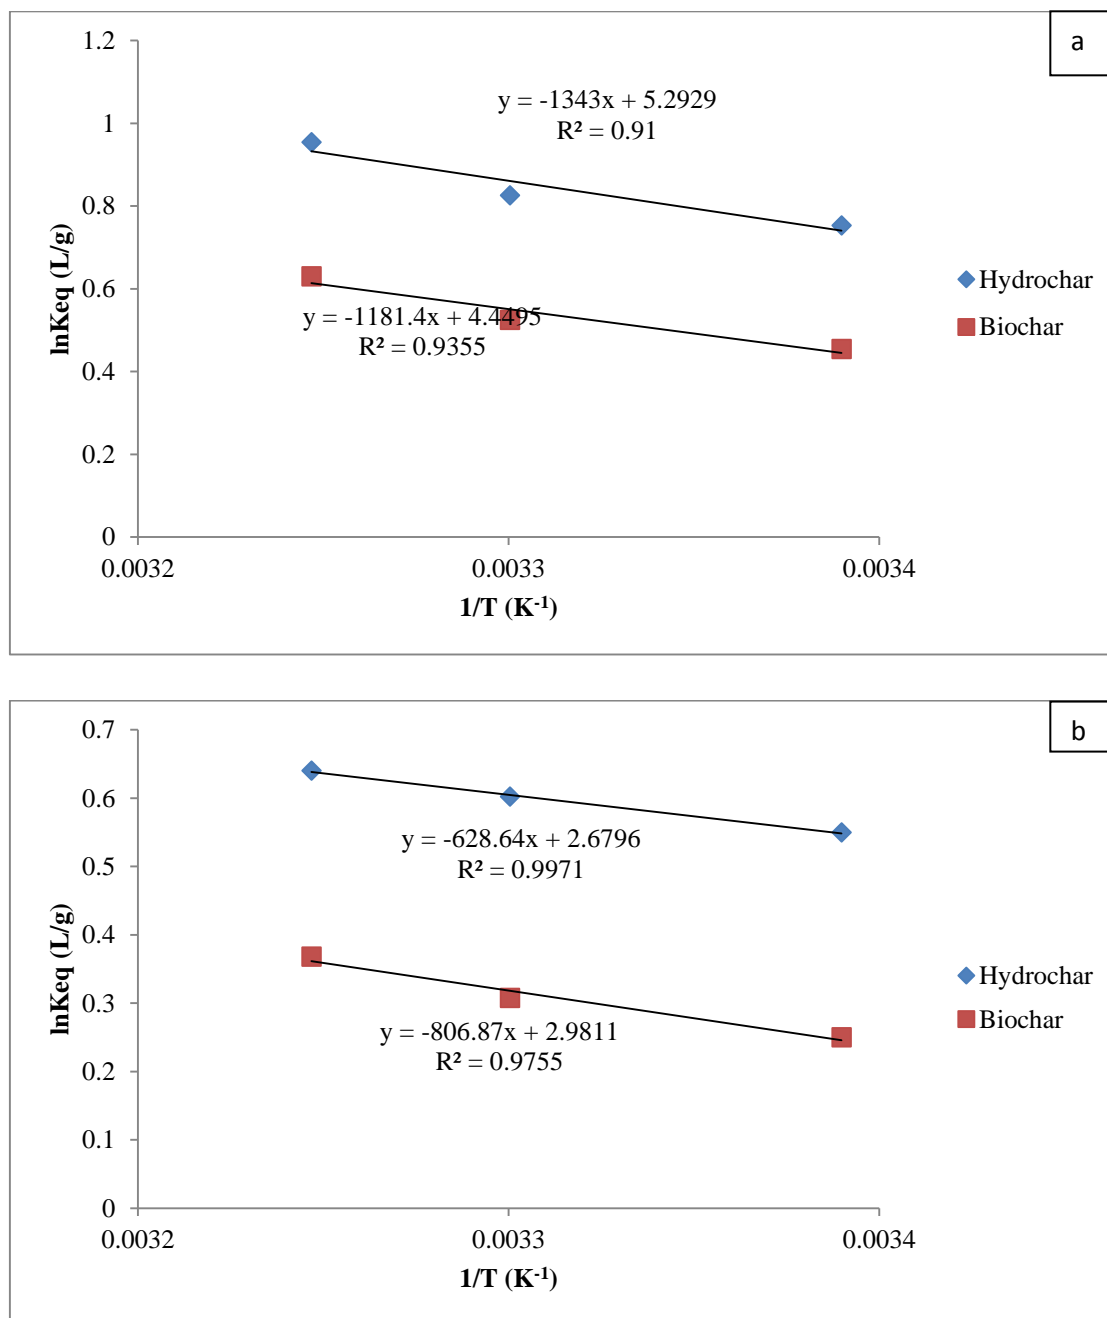 a
1.2
1
0.8
0.6
0.4
0.2
0
y = -1343x + 5.2929
R² = 0.91
y = -1181.4x + 4.4495
R² = 0.9355
lnKeq (L/g)
Hydrochar
Biochar
0.0032
0.0033
0.0034
1/T (K⁻¹)
b
0.7
0.6
0.5
0.4
0.3
0.2
0.1
0
y = -628.64x + 2.6796
R² = 0.9971
y = -806.87x + 2.9811
R² = 0.9755
lnKeq (L/g)
Hydrochar
Biochar
0.0032
0.0033
0.0034
1/T (K⁻¹)